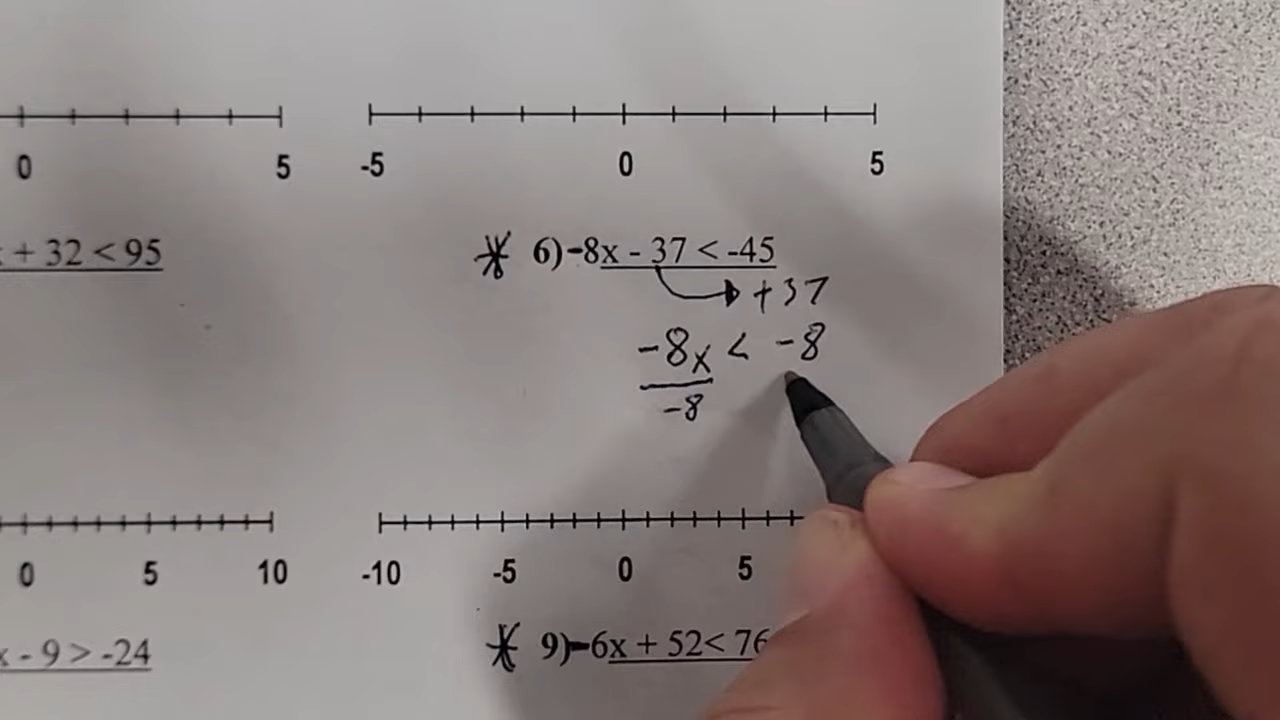 0 5 -5 0 5
x + 32 < 95
* 6) -8x - 37 < -45
+37
-8x < -8
-8
0 5 10 -10 -5 0 5
x - 9 > -24
* 9) -6x + 52 < 76